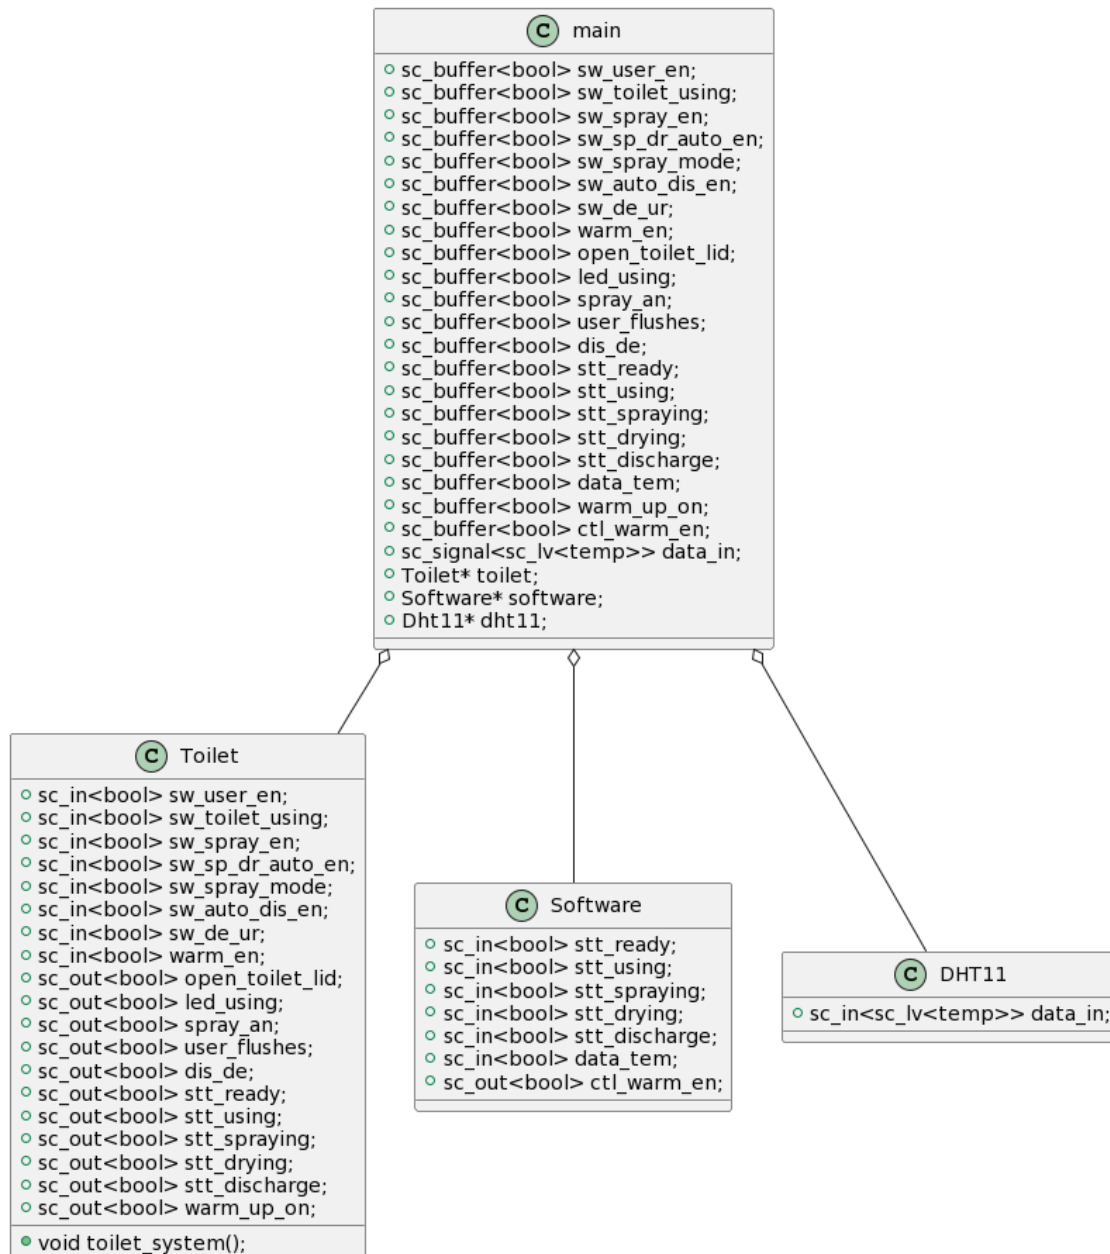 C main
sc_buffer<bool> sw_user_en;
sc_buffer<bool> sw_toilet_using;
sc_buffer<bool> sw_spray_en;
sc_buffer<bool> sw_sp_dr_auto_en;
sc_buffer<bool> sw_spray_mode;
sc_buffer<bool> sw_auto_dis_en;
sc_buffer<bool> sw_de_ur;
sc_buffer<bool> warm_en;
sc_buffer<bool> open_toilet_lid;
sc_buffer<bool> led_using;
sc_buffer<bool> spray_an;
sc_buffer<bool> user_flushes;
sc_buffer<bool> dis_de;
sc_buffer<bool> stt_ready;
sc_buffer<bool> stt_using;
sc_buffer<bool> stt_spraying;
sc_buffer<bool> stt_drying;
sc_buffer<bool> stt_discharge;
sc_buffer<bool> data_tem;
sc_buffer<bool> warm_up_on;
sc_buffer<bool> ctl_warm_en;
sc_signal<sc_lv<temp>> data_in;
Toilet* toilet;
Software* software;
Dht11* dht11;
C Toilet
sc_in<bool> sw_user_en;
sc_in<bool> sw_toilet_using;
sc_in<bool> sw_spray_en;
sc_in<bool> sw_sp_dr_auto_en;
sc_in<bool> sw_spray_mode;
sc_in<bool> sw_auto_dis_en;
sc_in<bool> sw_de_ur;
sc_in<bool> warm_en;
sc_out<bool> open_toilet_lid;
sc_out<bool> led_using;
sc_out<bool> spray_an;
sc_out<bool> user_flushes;
sc_out<bool> dis_de;
sc_out<bool> stt_ready;
sc_out<bool> stt_using;
sc_out<bool> stt_spraying;
sc_out<bool> stt_drying;
sc_out<bool> stt_discharge;
sc_out<bool> warm_up_on;
void toilet_system();
C Software
sc_in<bool> stt_ready;
sc_in<bool> stt_using;
sc_in<bool> stt_spraying;
sc_in<bool> stt_drying;
sc_in<bool> stt_discharge;
sc_in<bool> data_tem;
sc_out<bool> ctl_warm_en;
C DHT11
sc_in<sc_lv<temp>> data_in;